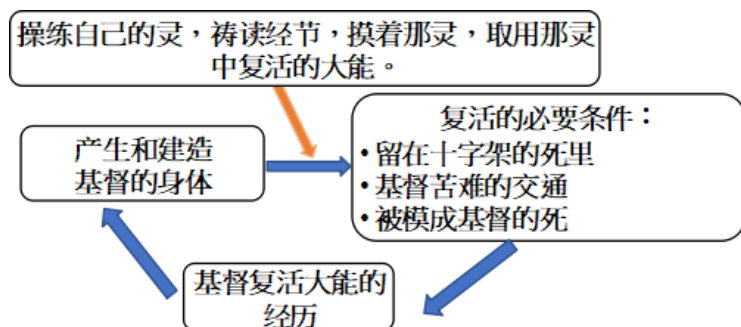 操练自己的灵，祷读经节，摸着那灵，取用那灵
中复活的大能。
产生和建造
基督的身体
复活的必要条件：
•留在十字架的死里
•基督苦难的交通
•被模成基督的死
基督复活大能的
经历